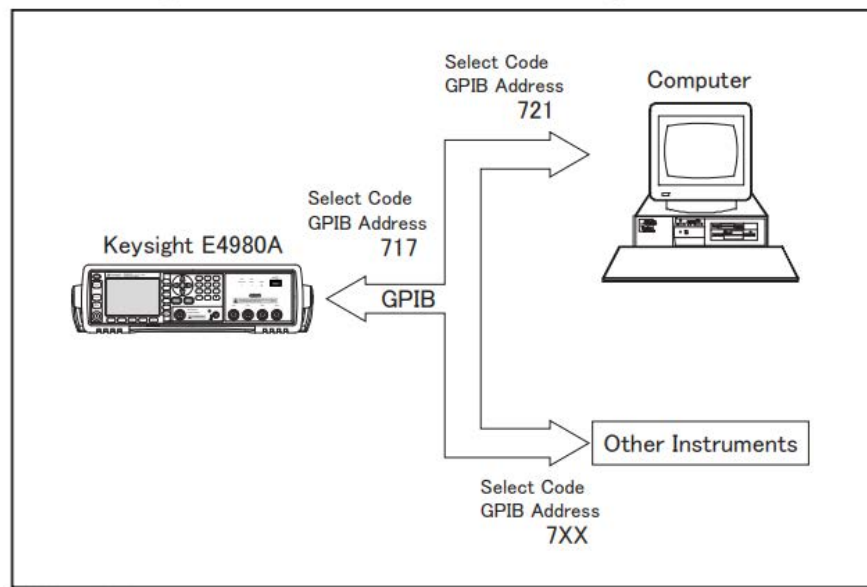 Select Code
GPIB Address
721
Computer
Select Code
GPIB Address
717
Keysight E4980A
GPIB
Other Instruments
Select Code
GPIB Address
7XX